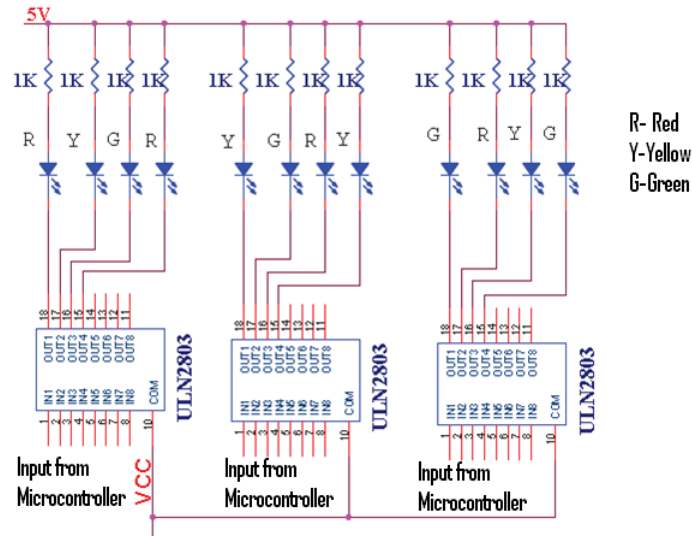 5V
1K 1K 1K 1K 1K 1K 1K 1K 1K 1K 1K 1K
R Y G R Y G R Y G R Y G
R- Red
Y-Yellow
G-Green
18 17 16 15 14 13 12 11
OUT1 OUT2 OUT3 OUT4 OUT5 OUT6 OUT7 OUT8
IN1 IN2 IN3 IN4 IN5 IN6 IN7 IN8 COM
1 2 3 4 5 6 7 8 10
ULN2803
18 17 16 15 14 13 12 11
OUT1 OUT2 OUT3 OUT4 OUT5 OUT6 OUT7 OUT8
IN1 IN2 IN3 IN4 IN5 IN6 IN7 IN8 COM
1 2 3 4 5 6 7 8 10
ULN2803
18 17 16 15 14 13 12 11
OUT1 OUT2 OUT3 OUT4 OUT5 OUT6 OUT7 OUT8
IN1 IN2 IN3 IN4 IN5 IN6 IN7 IN8 COM
1 2 3 4 5 6 7 8 10
ULN2803
Input from
Microcontroller
VCC
Input from
Microcontroller
Input from
Microcontroller